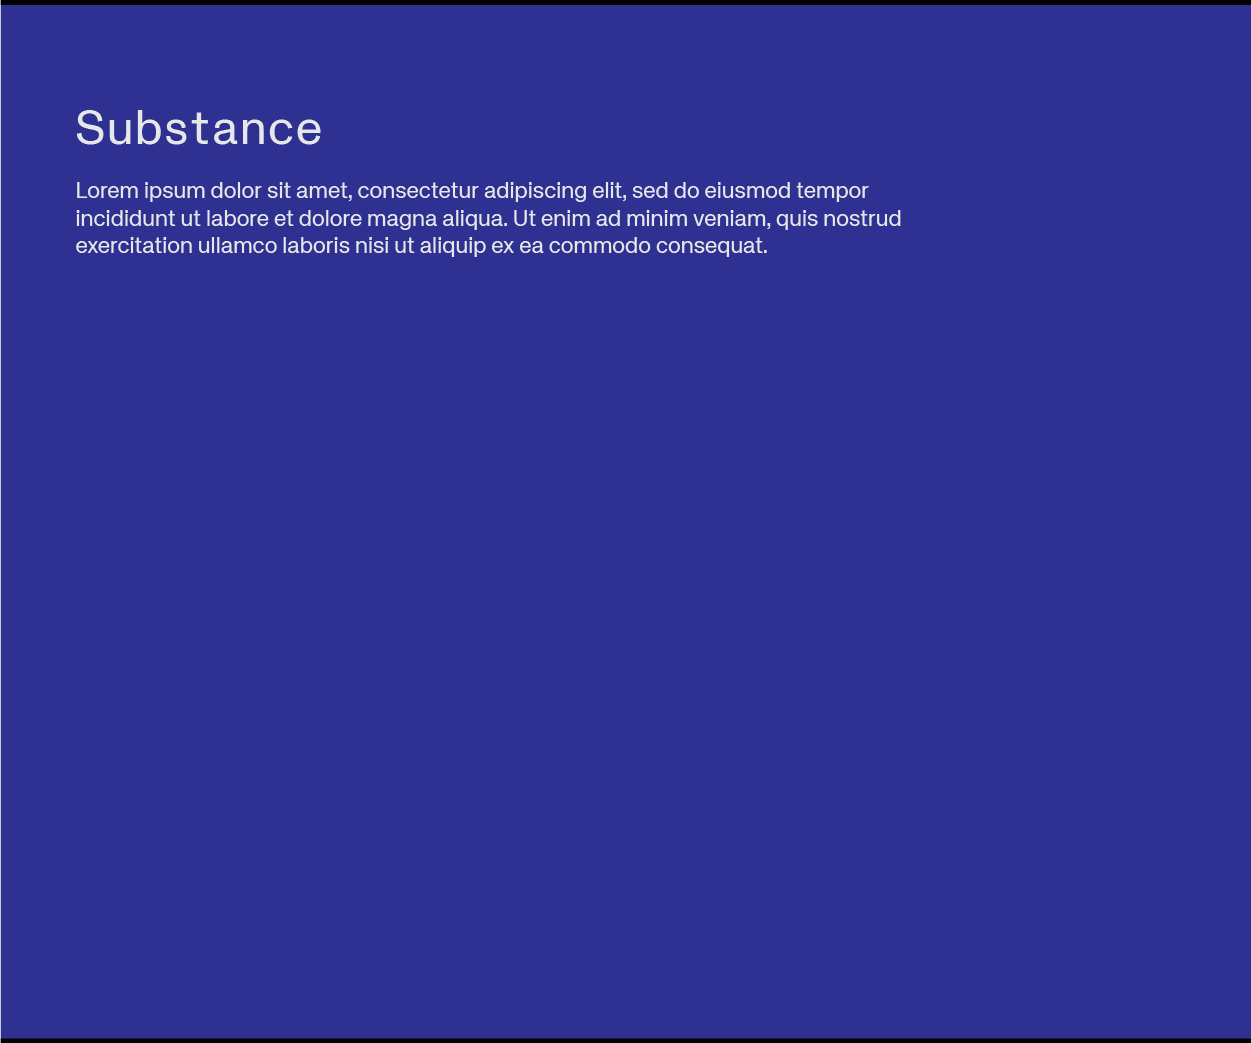 Substance
Lorem ipsum dolor sit amet, consectetur adipiscing elit, sed do eiusmod tempor
incididunt ut labore et dolore magna aliqua. Ut enim ad minim veniam, quis nostrud
exercitation ullamco laboris nisi ut aliquip ex ea commodo consequat.